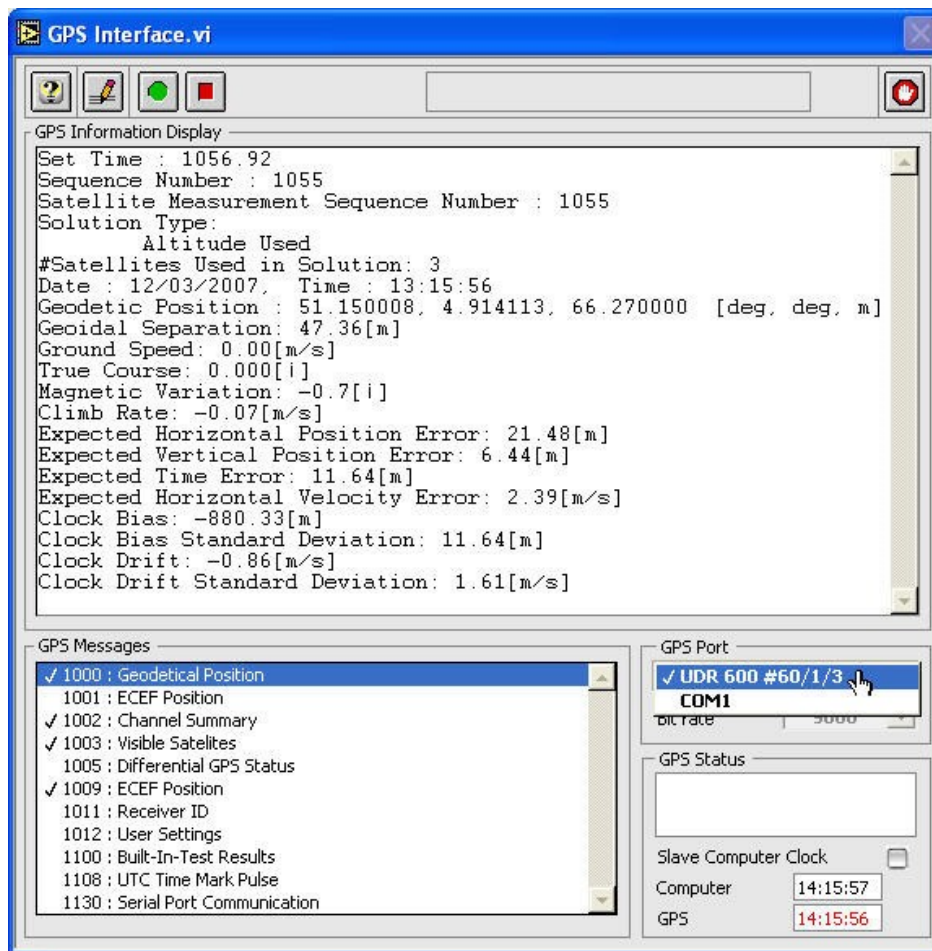 GPS Interface.vi
GPS Information Display
Set Time : 1056.92
Sequence Number : 1055
Satellite Measurement Sequence Number : 1055
Solution Type:
Altitude Used
#Satellites Used in Solution: 3
Date : 12/03/2007,  Time : 13:15:56
Geodetic Position : 51.150008, 4.914113, 66.270000  [deg, deg, m]
Geoidal Separation: 47.36[m]
Ground Speed: 0.00[m/s]
True Course: 0.000[¡]
Magnetic Variation: -0.7[¡]
Climb Rate: -0.07[m/s]
Expected Horizontal Position Error: 21.48[m]
Expected Vertical Position Error: 6.44[m]
Expected Time Error: 11.64[m]
Expected Horizontal Velocity Error: 2.39[m/s]
Clock Bias: -880.33[m]
Clock Bias Standard Deviation: 11.64[m]
Clock Drift: -0.86[m/s]
Clock Drift Standard Deviation: 1.61[m/s]
GPS Messages
✓ 1000 : Geodetical Position
1001 : ECEF Position
✓ 1002 : Channel Summary
✓ 1003 : Visible Satelites
1005 : Differential GPS Status
✓ 1009 : ECEF Position
1011 : Receiver ID
1012 : User Settings
1100 : Built-In-Test Results
1108 : UTC Time Mark Pulse
1130 : Serial Port Communication
GPS Port
✓ UDR 600 #60/1/3
COM1
Bit rate
GPS Status
Slave Computer Clock
Computer 14:15:57
GPS 14:15:56